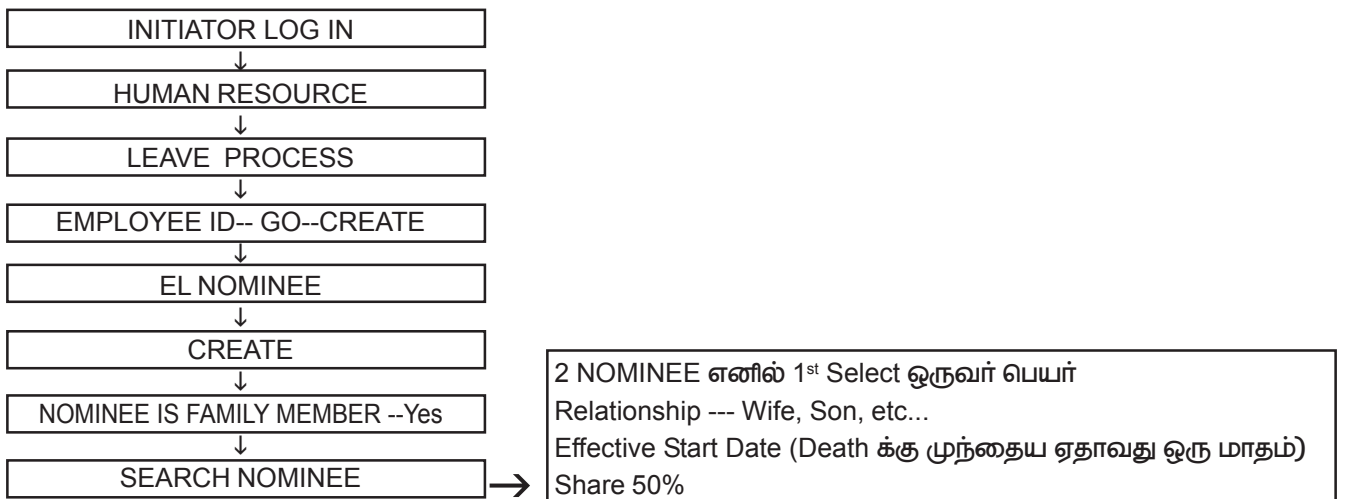 INITIATOR LOG IN
↓
HUMAN RESOURCE
↓
LEAVE PROCESS
↓
EMPLOYEE ID-- GO--CREATE
↓
EL NOMINEE
↓
CREATE
↓
NOMINEE IS FAMILY MEMBER --Yes
↓
SEARCH NOMINEE →
2 NOMINEE எனில் 1st Select ஒருவர் பெயர்
Relationship --- Wife, Son, etc...
Effective Start Date (Death க்கு முந்தைய ஏதாவது ஒரு மாதம்)
Share 50%